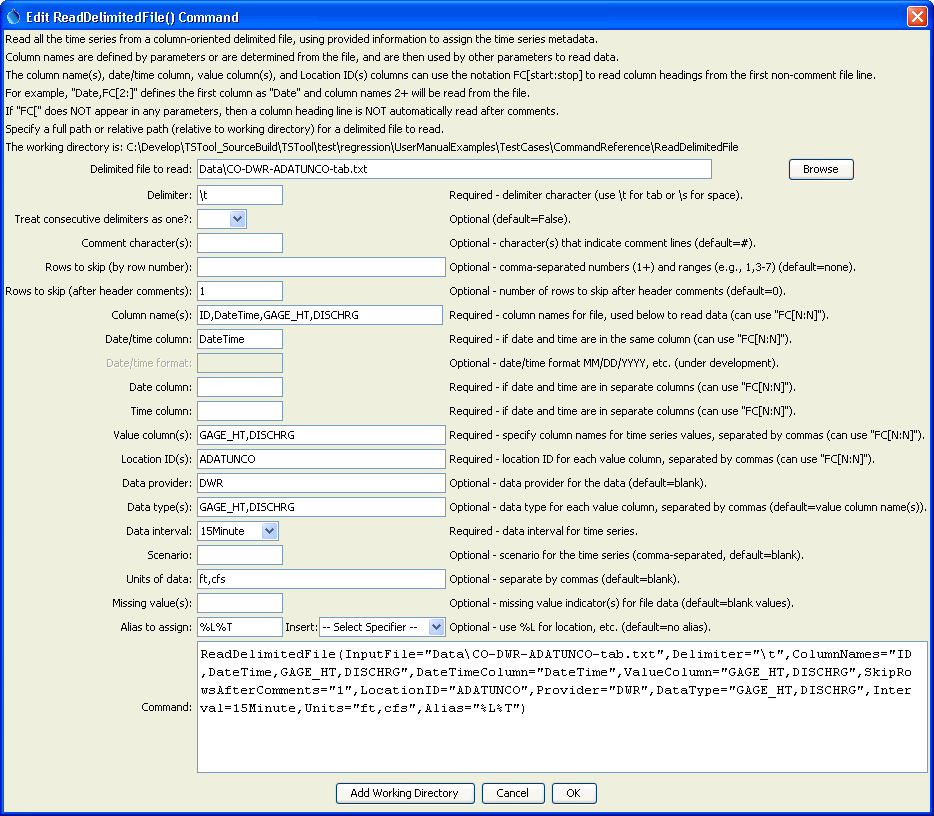 Edit ReadDelimitedFile() Command
Read all the time series from a column-oriented delimited file, using provided information to assign the time series metadata.
Column names are defined by parameters or are determined from the file, and are then used by other parameters to read data.
The column name(s), date/time column, value column(s), and Location ID(s) columns can use the notation FC[start:stop] to read column headings from the first non-comment file line.
For example, "Date,FC[2:]" defines the first column as "Date" and column names 2+ will be read from the file.
If "FC[" does NOT appear in any parameters, then a column heading line is NOT automatically read after comments.
Specify a full path or relative path (relative to working directory) for a delimited file to read.
The working directory is: C:\Develop\TSTool_SourceBuild\TSTool\test\regression\UserManualExamples\TestCases\CommandReference\ReadDelimitedFile
Delimited file to read: Data\CO-DWR-ADATUNCO-tab.txt Browse
Delimiter: \t Required - delimiter character (use \t for tab or \s for space).
Treat consecutive delimiters as one?: Optional (default=False).
Comment character(s): Optional - character(s) that indicate comment lines (default=#).
Rows to skip (by row number): Optional - comma-separated numbers (1+) and ranges (e.g., 1,3-7) (default=none).
Rows to skip (after header comments): 1 Optional - number of rows to skip after header comments (default=0).
Column name(s): ID,DateTime,GAGE_HT,DISCHRG Required - column names for file, used below to read data (can use "FC[N:N]").
Date/time column: DateTime Required - if date and time are in the same column (can use "FC[N:N]").
Date/time format: Optional - date/time format MM/DD/YYYY, etc. (under development).
Date column: Required - if date and time are in separate columns (can use "FC[N:N]").
Time column: Required - if date and time are in separate columns (can use "FC[N:N]").
Value column(s): GAGE_HT,DISCHRG Required - specify column names for time series values, separated by commas (can use "FC[N:N]").
Location ID(s): ADATUNCO Required - location ID for each value column, separated by commas (can use "FC[N:N]").
Data provider: DWR Optional - data provider for the data (default=blank).
Data type(s): GAGE_HT,DISCHRG Optional - data type for each value column, separated by commas (default=value column name(s)).
Data interval: 15Minute Required - data interval for time series.
Scenario: Optional - scenario for the time series (comma-separated, default=blank).
Units of data: ft,cfs Optional - separate by commas (default=blank).
Missing value(s): Optional - missing value indicator(s) for file data (default=blank values).
Alias to assign: %L%T Insert: -- Select Specifier -- Optional - use %L for location, etc. (default=no alias).
Command:
ReadDelimitedFile(InputFile="Data\CO-DWR-ADATUNCO-tab.txt",Delimiter="\t",ColumnNames="ID
,DateTime,GAGE_HT,DISCHRG",DateTimeColumn="DateTime",ValueColumn="GAGE_HT,DISCHRG",SkipRo
wsAfterComments="1",LocationID="ADATUNCO",Provider="DWR",DataType="GAGE_HT,DISCHRG",Inter
val=15Minute,Units="ft,cfs",Alias="%L%T")
Add Working Directory Cancel OK